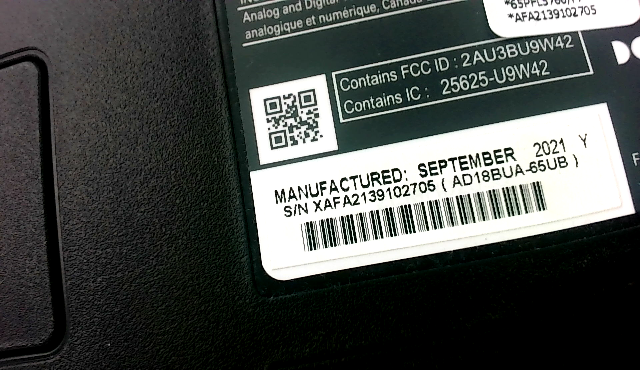 Analog and Digital
analogique et numérique, Canada
*AFA2139102705
Contains FCC ID : 2AU3BU9W42
Contains IC : 25625-U9W42
MANUFACTURED: SEPTEMBER 2021 Y
S/N XAFA2139102705 ( AD18BUA-65UB )